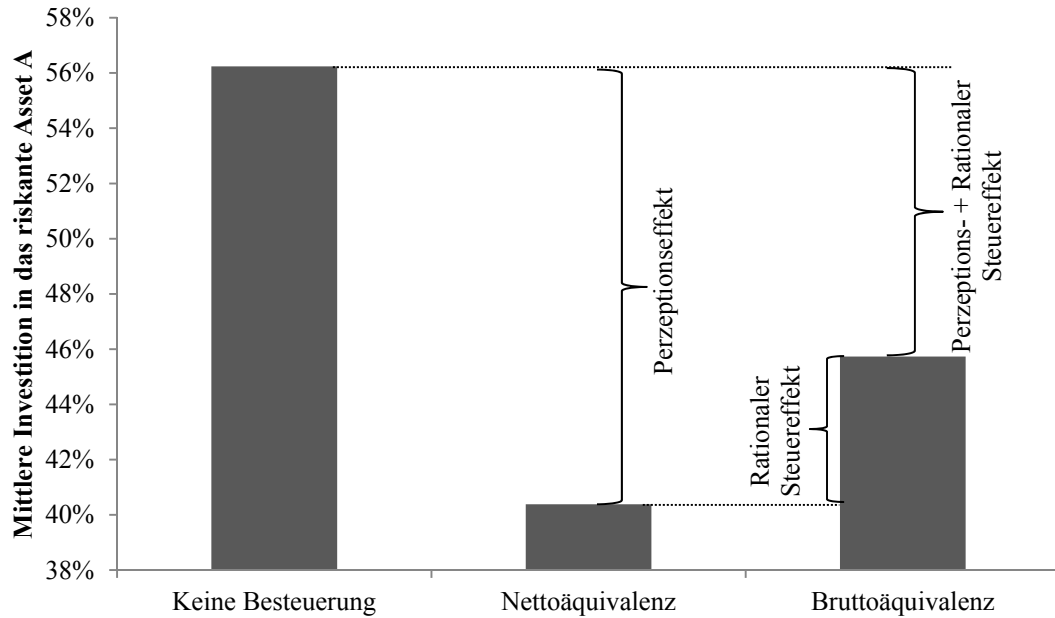 Mittlere Investition in das riskante Asset A
58%
56%
54%
52%
50%
48%
46%
44%
42%
40%
38%
Perzeptionseffekt
Rationaler
Steuereffekt
Perzeptions- + Rationaler
Steuereffekt
Keine Besteuerung
Nettoäquivalenz
Bruttoäquivalenz